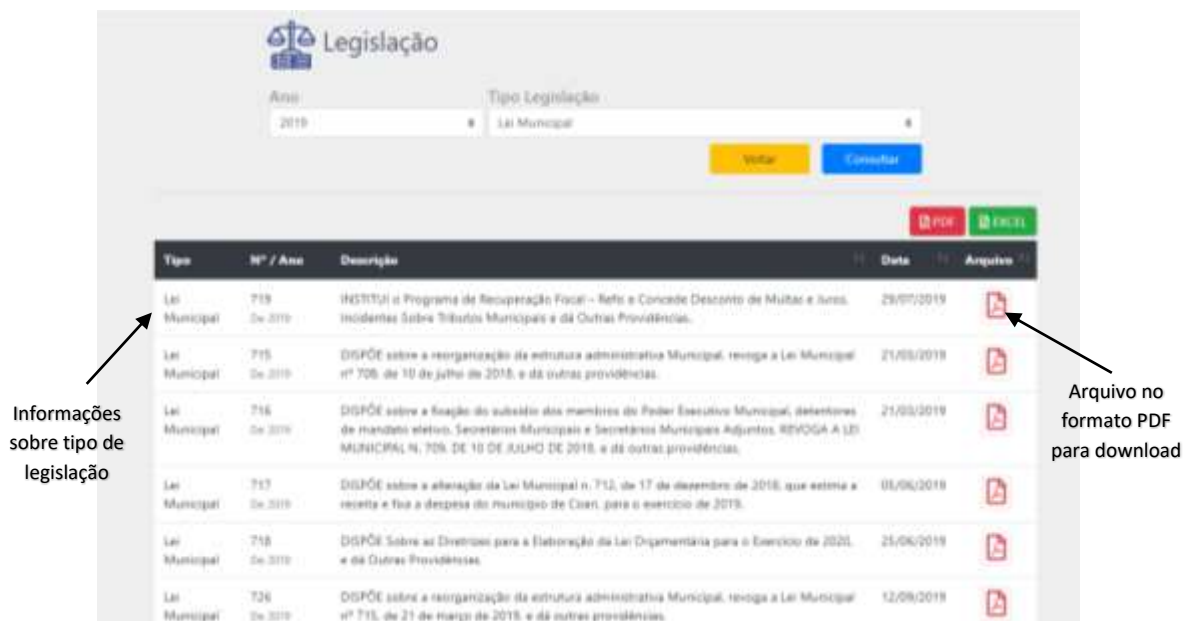 Legislação
Ano
Tipo Legislação
2019
Lei Municipal
Voltar
Consultar
PDF
EXCEL
Tipo
Nº / Ano
Descrição
Data
Arquivo
Lei Municipal
719
De 2019
INSTITUI o Programa de Recuperação Fiscal – Refis e Concede Desconto de Multas e Juros,
Incidentes Sobre Tributos Municipais e dá Outras Providências.
29/07/2019
Lei Municipal
715
De 2019
DISPÕE sobre a reorganização da estrutura administrativa Municipal, revoga a Lei Municipal
nº 708, de 10 de julho de 2018, e dá outras providências.
21/03/2019
Lei Municipal
716
De 2019
DISPÕE sobre a fixação do subsídio dos membros do Poder Executivo Municipal, detentores
de mandato eletivo, Secretários Municipais e Secretários Municipais Adjuntos, REVOGA A LEI
MUNICIPAL N. 709, DE 10 DE JULHO DE 2018, e dá outras providências.
21/03/2019
Lei Municipal
717
De 2019
DISPÕE sobre a alteração da Lei Municipal n. 712, de 17 de dezembro de 2018, que estima a
receita e fixa a despesa do município de Coari, para o exercício de 2019.
05/06/2019
Lei Municipal
718
De 2019
DISPÕE Sobre as Diretrizes para a Elaboração da Lei Orçamentária para o Exercício de 2020,
e dá Outras Providências.
25/06/2019
Lei Municipal
726
De 2019
DISPÕE sobre a reorganização da estrutura administrativa Municipal, revoga a Lei Municipal
nº 715, de 21 de março de 2019, e dá outras providências.
12/09/2019
Informações
sobre tipo de
legislação
Arquivo no
formato PDF
para download